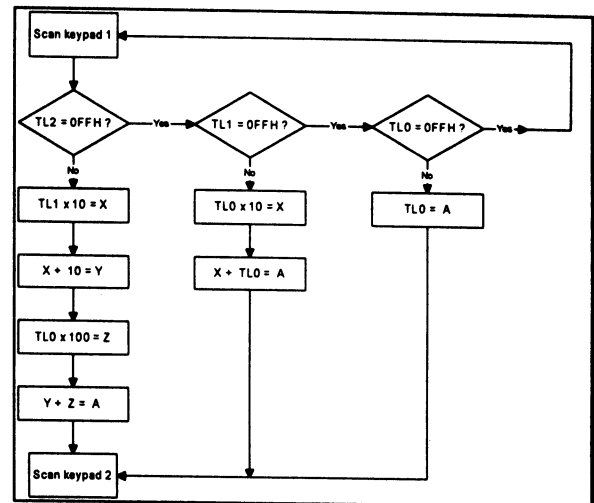 Scan keypad 1
TL2 = 0FFH ?
Yes
TL1 = 0FFH ?
Yes
TL0 = 0FFH ?
Yes
No
No
No
TL1 x 10 = X
TL0 x 10 = X
TL0 = A
X + 10 = Y
X + TL0 = A
TL0 x 100 = Z
Y + Z = A
Scan keypad 2